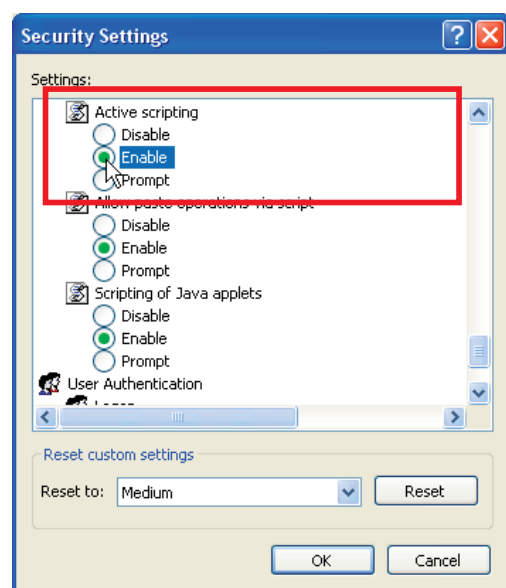 Security Settings
Settings:
Active scripting
Disable
Enable
Prompt
Allow paste operations via script
Disable
Enable
Prompt
Scripting of Java applets
Disable
Enable
Prompt
User Authentication
Reset custom settings
Reset to: Medium Reset
OK Cancel